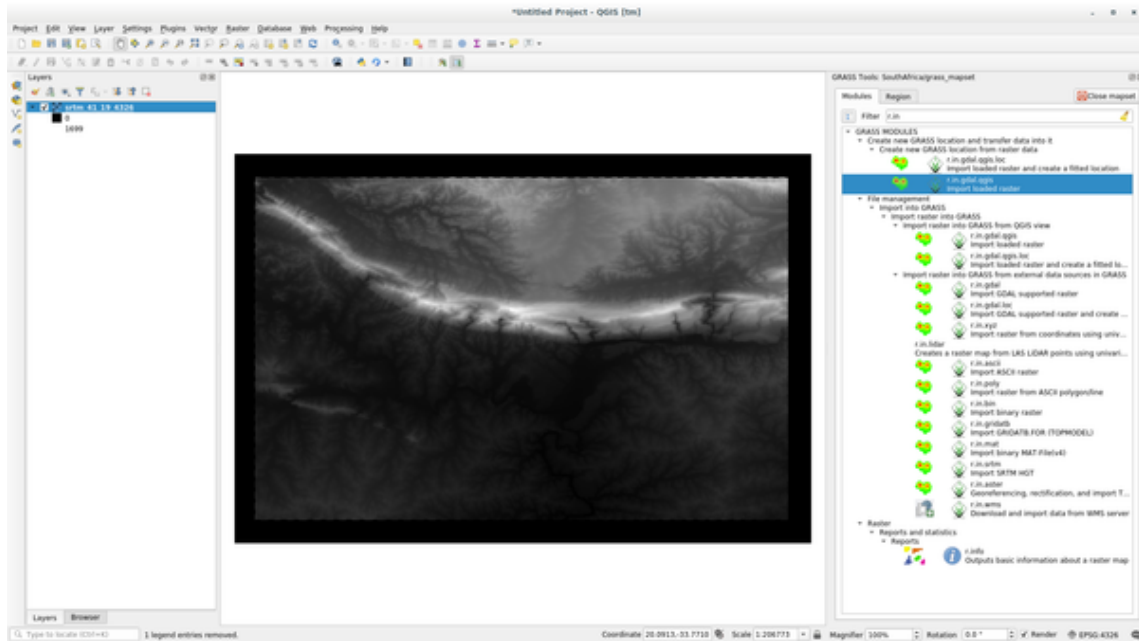 *Untitled Project - QGIS [tm]
Project Edit View Layer Settings Plugins Vector Raster Database Web Processing Help
Layers
srtm_41_19_4326
0
1699
Layers Browser
GRASS Tools: SouthAfrica/grass_mapset
Modules Region Close mapset
Filter r.in
GRASS MODULES
Create new GRASS location and transfer data into it
Create new GRASS location from raster data
r.in.gdal.qgis.loc
Import loaded raster and create a fitted location
r.in.gdal.qgis
Import loaded raster
File management
Import into GRASS
Import raster into GRASS
Import raster into GRASS from QGIS view
r.in.gdal.qgis
Import loaded raster
r.in.gdal.qgis.loc
Import loaded raster and create a fitted lo...
Import raster into GRASS from external data sources in GRASS
r.in.gdal
Import GDAL supported raster
r.in.gdal.loc
Import GDAL supported raster and create ...
r.in.xyz
Import raster from coordinates using univ...
r.in.lidar
Creates a raster map from LAS LiDAR points using univari...
r.in.ascii
Import ASCII raster
r.in.poly
Import raster from ASCII polygon/line
r.in.bin
Import binary raster
r.in.gridatb
Import GRIDATB.FOR (TOPMODEL)
r.in.mat
Import binary MAT-File(v4)
r.in.srtm
Import SRTM HGT
r.in.aster
Georeferencing, rectification, and import T...
r.in.wms
Download and import data from WMS server
Raster
Reports and statistics
Reports
r.info
Outputs basic information about a raster map
Type to locate (Ctrl+K) 1 legend entries removed. Coordinate 20.0913,-33.7710 Scale 1:206773 Magnifier 100% Rotation 0.0 ° Render EPSG:4326